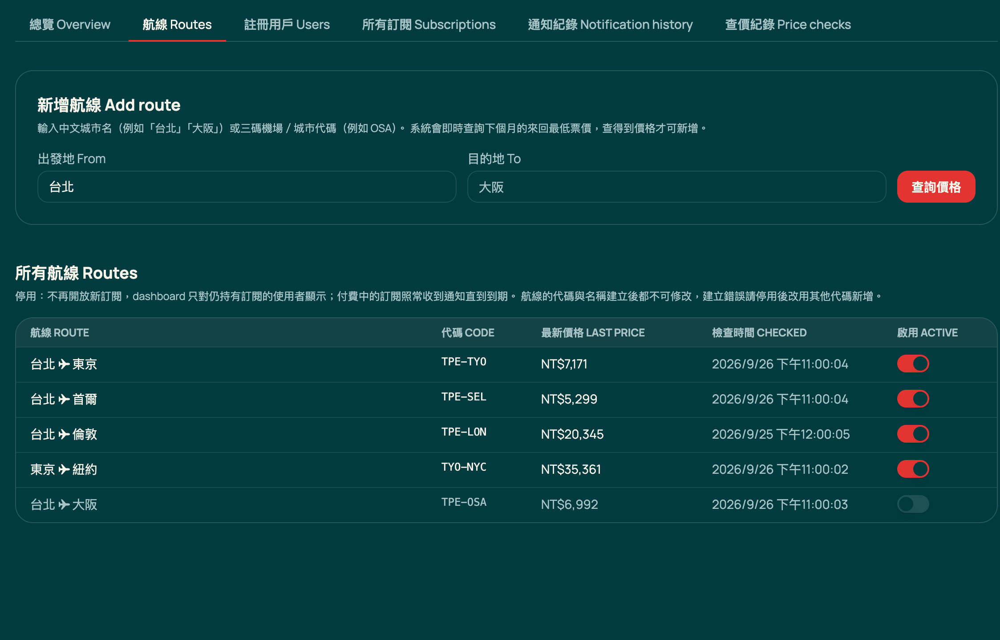 總覽 Overview 航線 Routes 註冊用戶 Users 所有訂閱 Subscriptions 通知紀錄 Notification history 查價紀錄 Price checks
新增航線 Add route
輸入中文城市名（例如「台北」「大阪」）或三碼機場 / 城市代碼（例如 OSA）。 系統會即時查詢下個月的來回最低票價，查得到價格才可新增。
出發地 From 目的地 To
台北 大阪 查詢價格
所有航線 Routes
停用：不再開放新訂閱，dashboard 只對仍持有訂閱的使用者顯示；付費中的訂閱照常收到通知直到到期。 航線的代碼與名稱建立後都不可修改，建立錯誤請停用後改用其他代碼新增。
航線 ROUTE 代碼 CODE 最新價格 LAST PRICE 檢查時間 CHECKED 啟用 ACTIVE
台北 ✈ 東京 TPE-TYO NT$7,171 2026/9/26 下午11:00:04
台北 ✈ 首爾 TPE-SEL NT$5,299 2026/9/26 下午11:00:04
台北 ✈ 倫敦 TPE-LON NT$20,345 2026/9/25 下午12:00:05
東京 ✈ 紐約 TYO-NYC NT$35,361 2026/9/26 下午11:00:02
台北 ✈ 大阪 TPE-OSA NT$6,992 2026/9/26 下午11:00:03